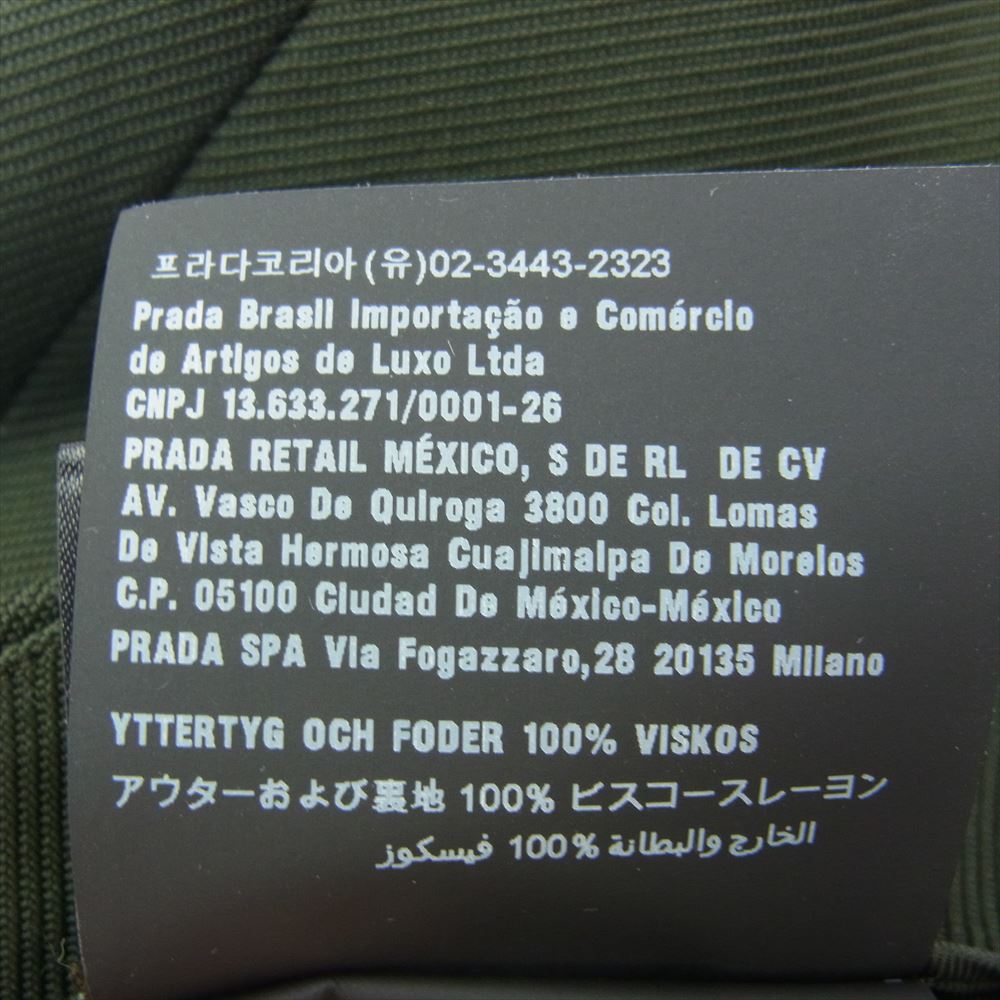 프라다코리아(유)02-3443-2323
Prada Brasil Importação e Comércio
de Artigos de Luxo Ltda
CNPJ 13.633.271/0001-26
PRADA RETAIL MÉXICO, S DE RL DE CV
AV. Vasco De Quiroga 3800 Col. Lomas
De Vista Hermosa Cuajimalpa De Morelos
C.P. 05100 Ciudad De México-México
PRADA SPA Via Fogazzaro,28 20135 Milano
YTTERTYG OCH FODER 100% VISKOS
アウターおよび裏地 100% ビスコースレーヨン
الخارج والبطانة 100% فيسكوز